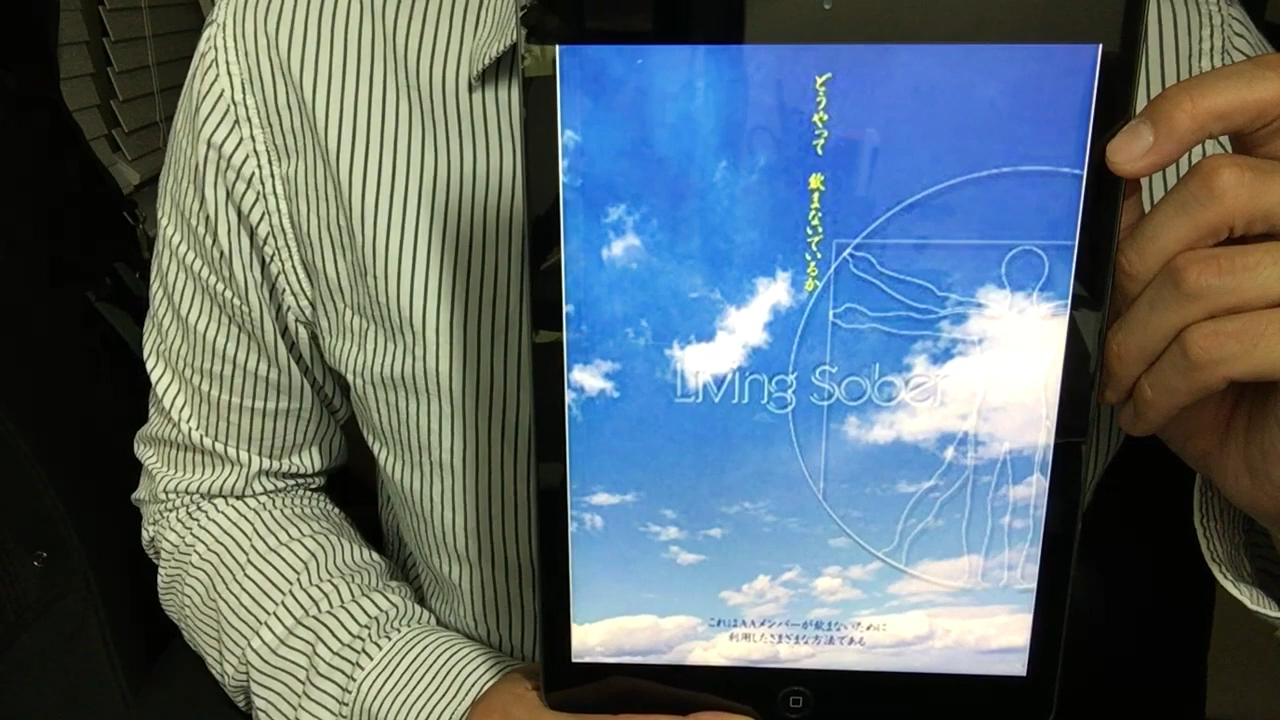 どうやって 飲まないでいるか
Living Sober
これはAAメンバーが飲まないために
利用したさまざまな方法である